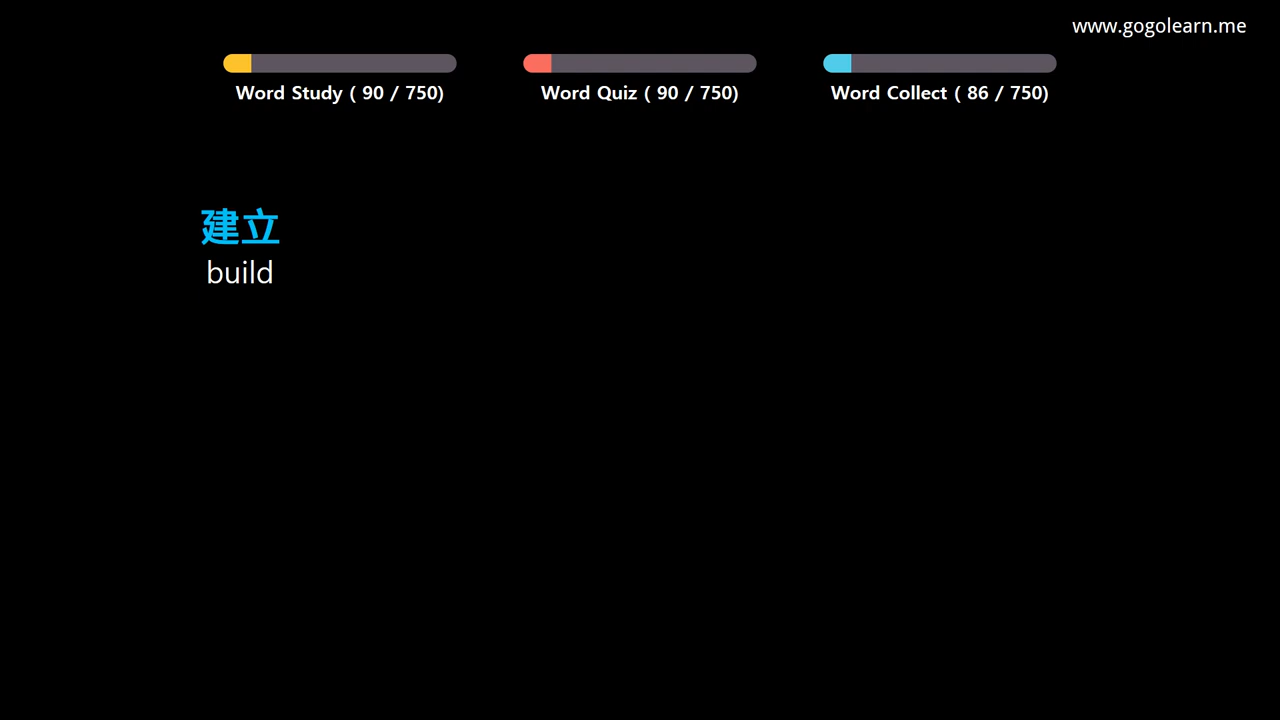 www.gogolearn.me
Word Study ( 90 / 750)
Word Quiz ( 90 / 750)
Word Collect ( 86 / 750)
建立
build